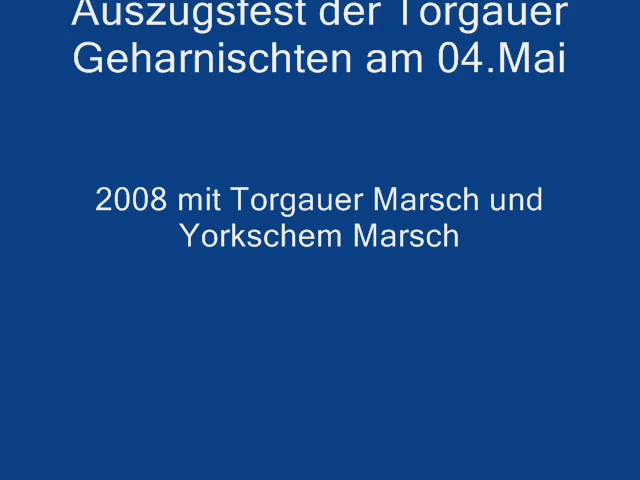 Auszugsfest der Torgauer
Geharnischten am 04.Mai
2008 mit Torgauer Marsch und
Yorkschem Marsch